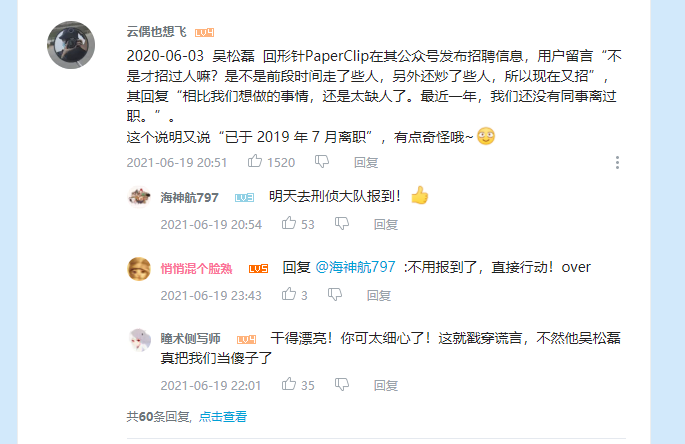 云偶也想飞 LV4
2020-06-03 吴松磊 回形针PaperClip在其公众号发布招聘信息，用户留言“不
是才招过人嘛？是不是前段时间走了些人，另外还炒了些人，所以现在又招”，
其回复“相比我们想做的事情，还是太缺人了。最近一年，我们还没有同事离过
职。”。
这个说明又说“已于 2019 年 7 月离职”，有点奇怪哦~
2021-06-19 20:51 1520 回复
海神航797 LV3 明天去刑侦大队报到！
2021-06-19 20:54 53 回复
悄悄混个脸熟 LV5 回复 @海神航797 :不用报到了，直接行动！over
2021-06-19 23:43 3 回复
瞳术侧写师 LV4 干得漂亮！你可太细心了！这就戳穿谎言，不然他吴松磊
真把我们当傻子了
2021-06-19 22:01 35 回复
共60条回复, 点击查看